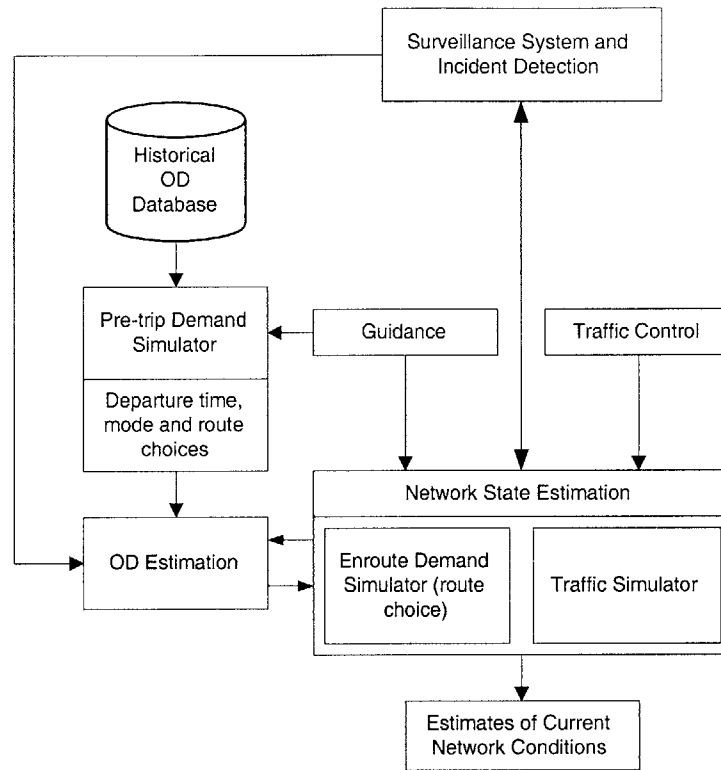 Surveillance System and
Incident Detection
Historical
OD
Database
Pre-trip Demand
Simulator
Guidance
Traffic Control
Departure time,
mode and route
choices
Network State Estimation
OD Estimation
Enroute Demand
Simulator (route
choice)
Traffic Simulator
Estimates of Current
Network Conditions